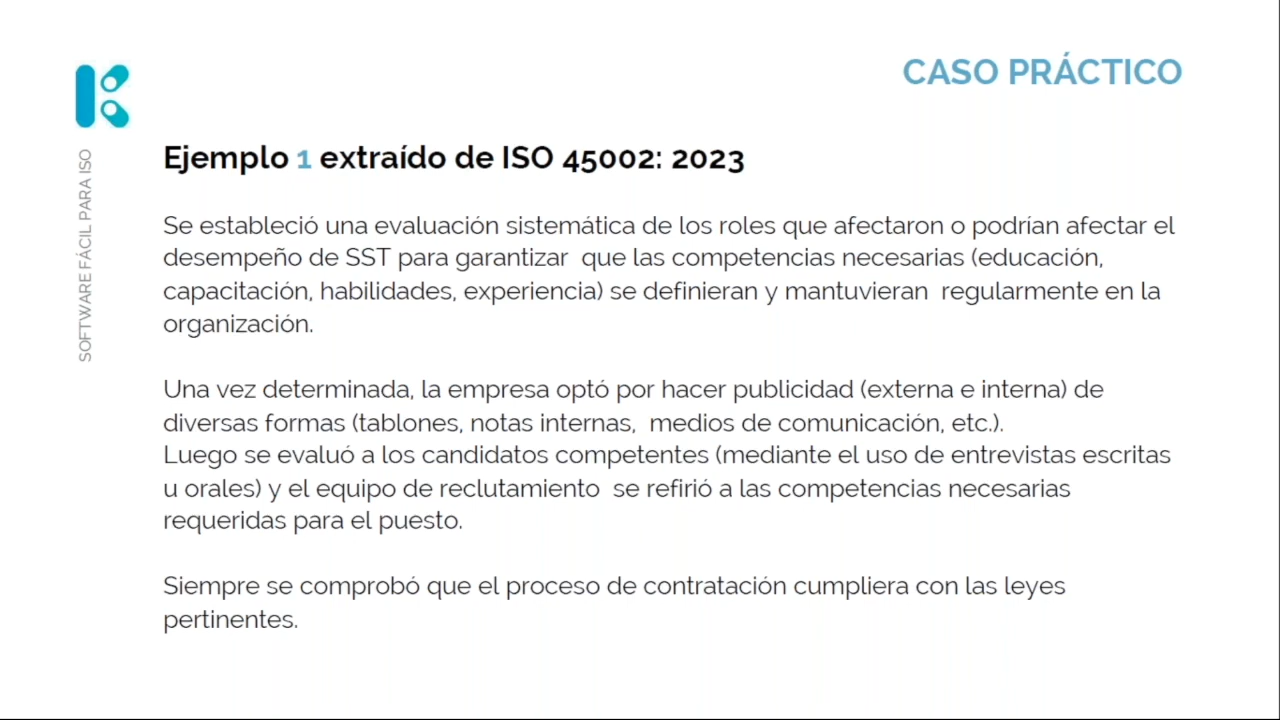 CASO PRÁCTICO
SOFTWARE FÁCIL PARA ISO
Ejemplo 1 extraído de ISO 45002: 2023
Se estableció una evaluación sistemática de los roles que afectaron o podrían afectar el
desempeño de SST para garantizar  que las competencias necesarias (educación,
capacitación, habilidades, experiencia) se definieran y mantuvieran  regularmente en la
organización.
Una vez determinada, la empresa optó por hacer publicidad (externa e interna) de
diversas formas (tablones, notas internas,  medios de comunicación, etc.).
Luego se evaluó a los candidatos competentes (mediante el uso de entrevistas escritas
u orales) y el equipo de reclutamiento  se refirió a las competencias necesarias
requeridas para el puesto.
Siempre se comprobó que el proceso de contratación cumpliera con las leyes
pertinentes.